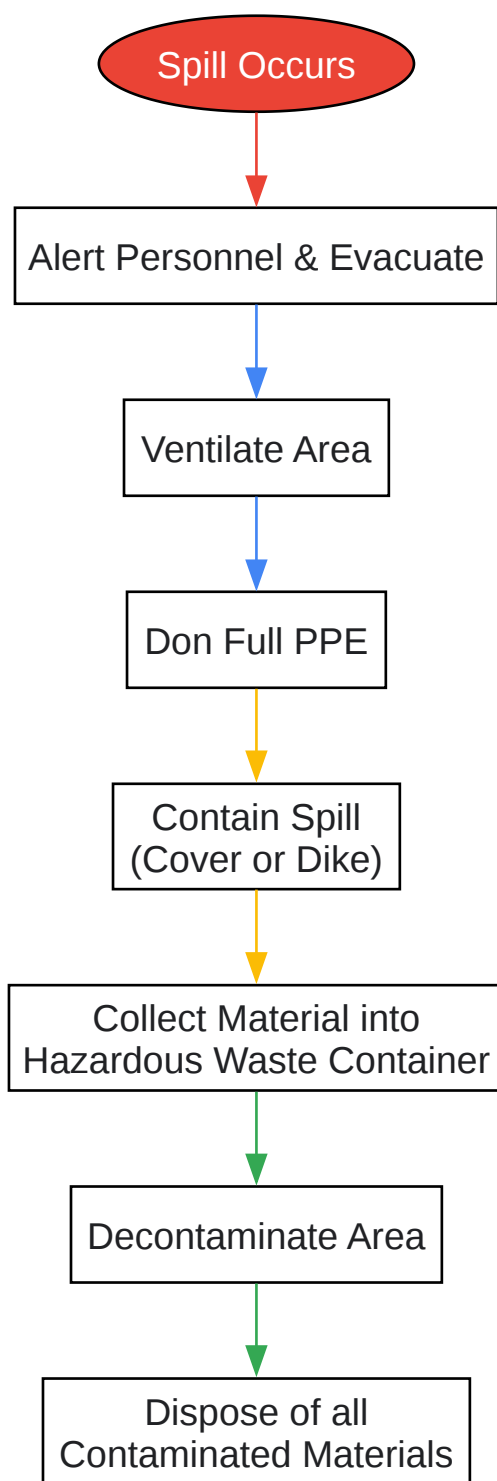 Spill Occurs
Alert Personnel & Evacuate
Ventilate Area
Don Full PPE
Contain Spill
(Cover or Dike)
Collect Material into
Hazardous Waste Container
Decontaminate Area
Dispose of all
Contaminated Materials